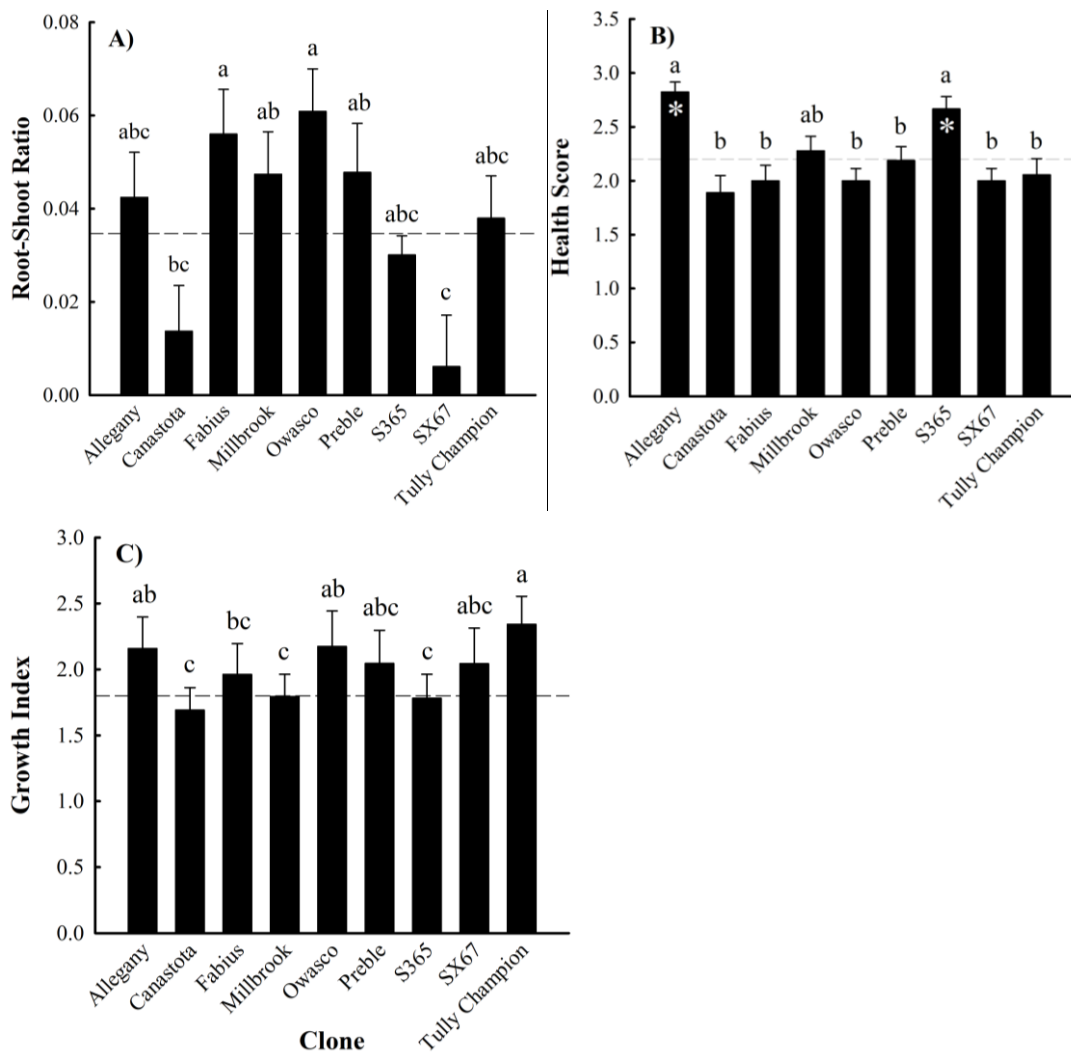 A)
Root-Shoot Ratio
0.08
0.06
0.04
0.02
0.00
abc
bc
a
ab
a
ab
abc
c
abc
Allegany
Canastota
Fabius
Millbrook
Owasco
Preble
S365
SX67
Tully Champion
B)
Health Score
3.5
3.0
2.5
2.0
1.5
1.0
0.5
0.0
a
b
b
ab
b
b
a
b
b
*
*
Allegany
Canastota
Fabius
Millbrook
Owasco
Preble
S365
SX67
Tully Champion
C)
Growth Index
3.0
2.5
2.0
1.5
1.0
0.5
0.0
ab
c
bc
c
ab
abc
c
abc
a
Allegany
Canastota
Fabius
Millbrook
Owasco
Preble
S365
SX67
Tully Champion
Clone